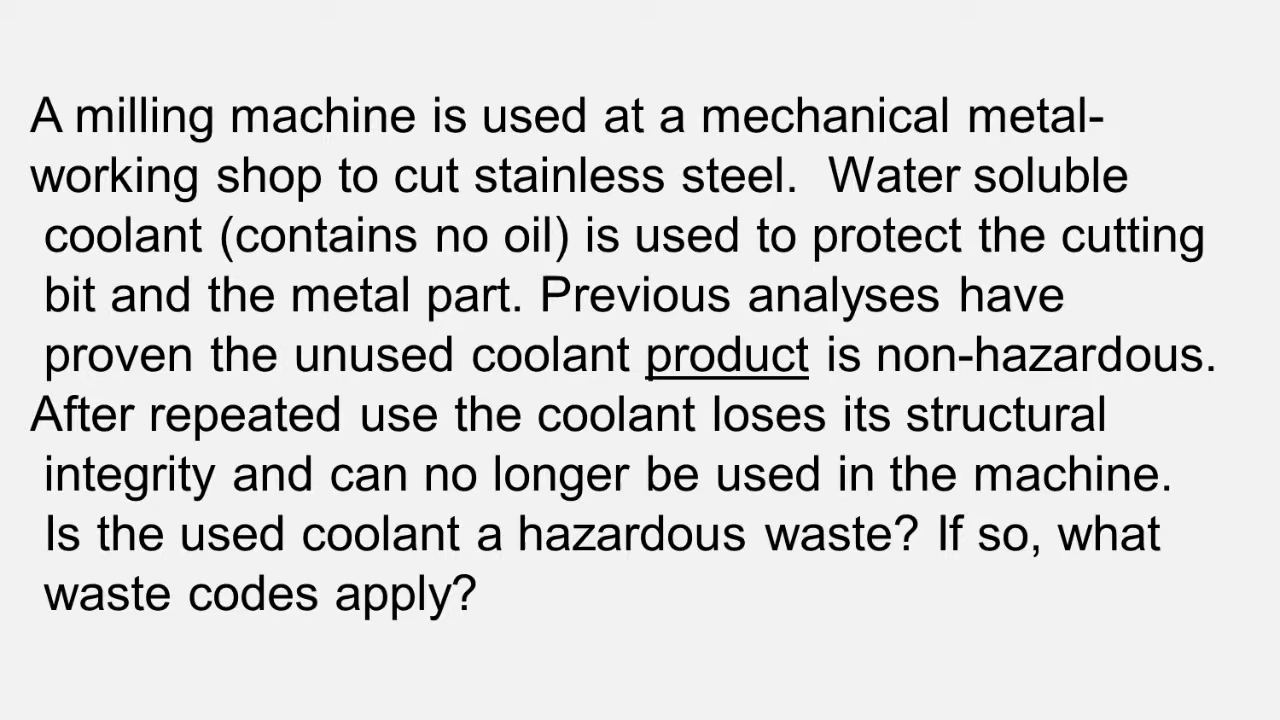 A milling machine is used at a mechanical metal-
working shop to cut stainless steel.  Water soluble
coolant (contains no oil) is used to protect the cutting
bit and the metal part. Previous analyses have
proven the unused coolant product is non-hazardous.
After repeated use the coolant loses its structural
integrity and can no longer be used in the machine.
Is the used coolant a hazardous waste? If so, what
waste codes apply?